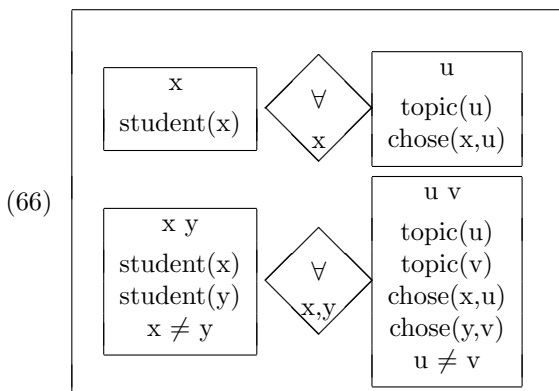 x
student(x)
∀
x
u
topic(u)
chose(x,u)
(66)
x y
student(x)
student(y)
x ≠ y
∀
x,y
u v
topic(u)
topic(v)
chose(x,u)
chose(y,v)
u ≠ v